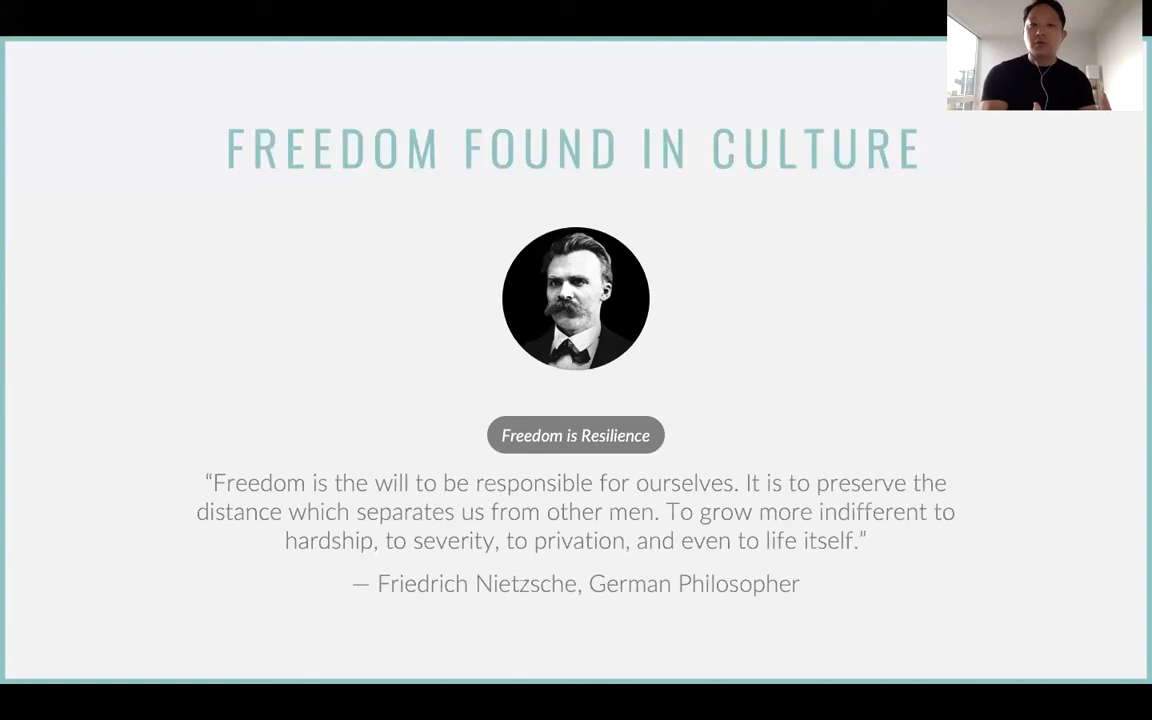 FREEDOM FOUND IN CULTURE
Freedom is Resilience
“Freedom is the will to be responsible for ourselves. It is to preserve the
distance which separates us from other men. To grow more indifferent to
hardship, to severity, to privation, and even to life itself.”
— Friedrich Nietzsche, German Philosopher